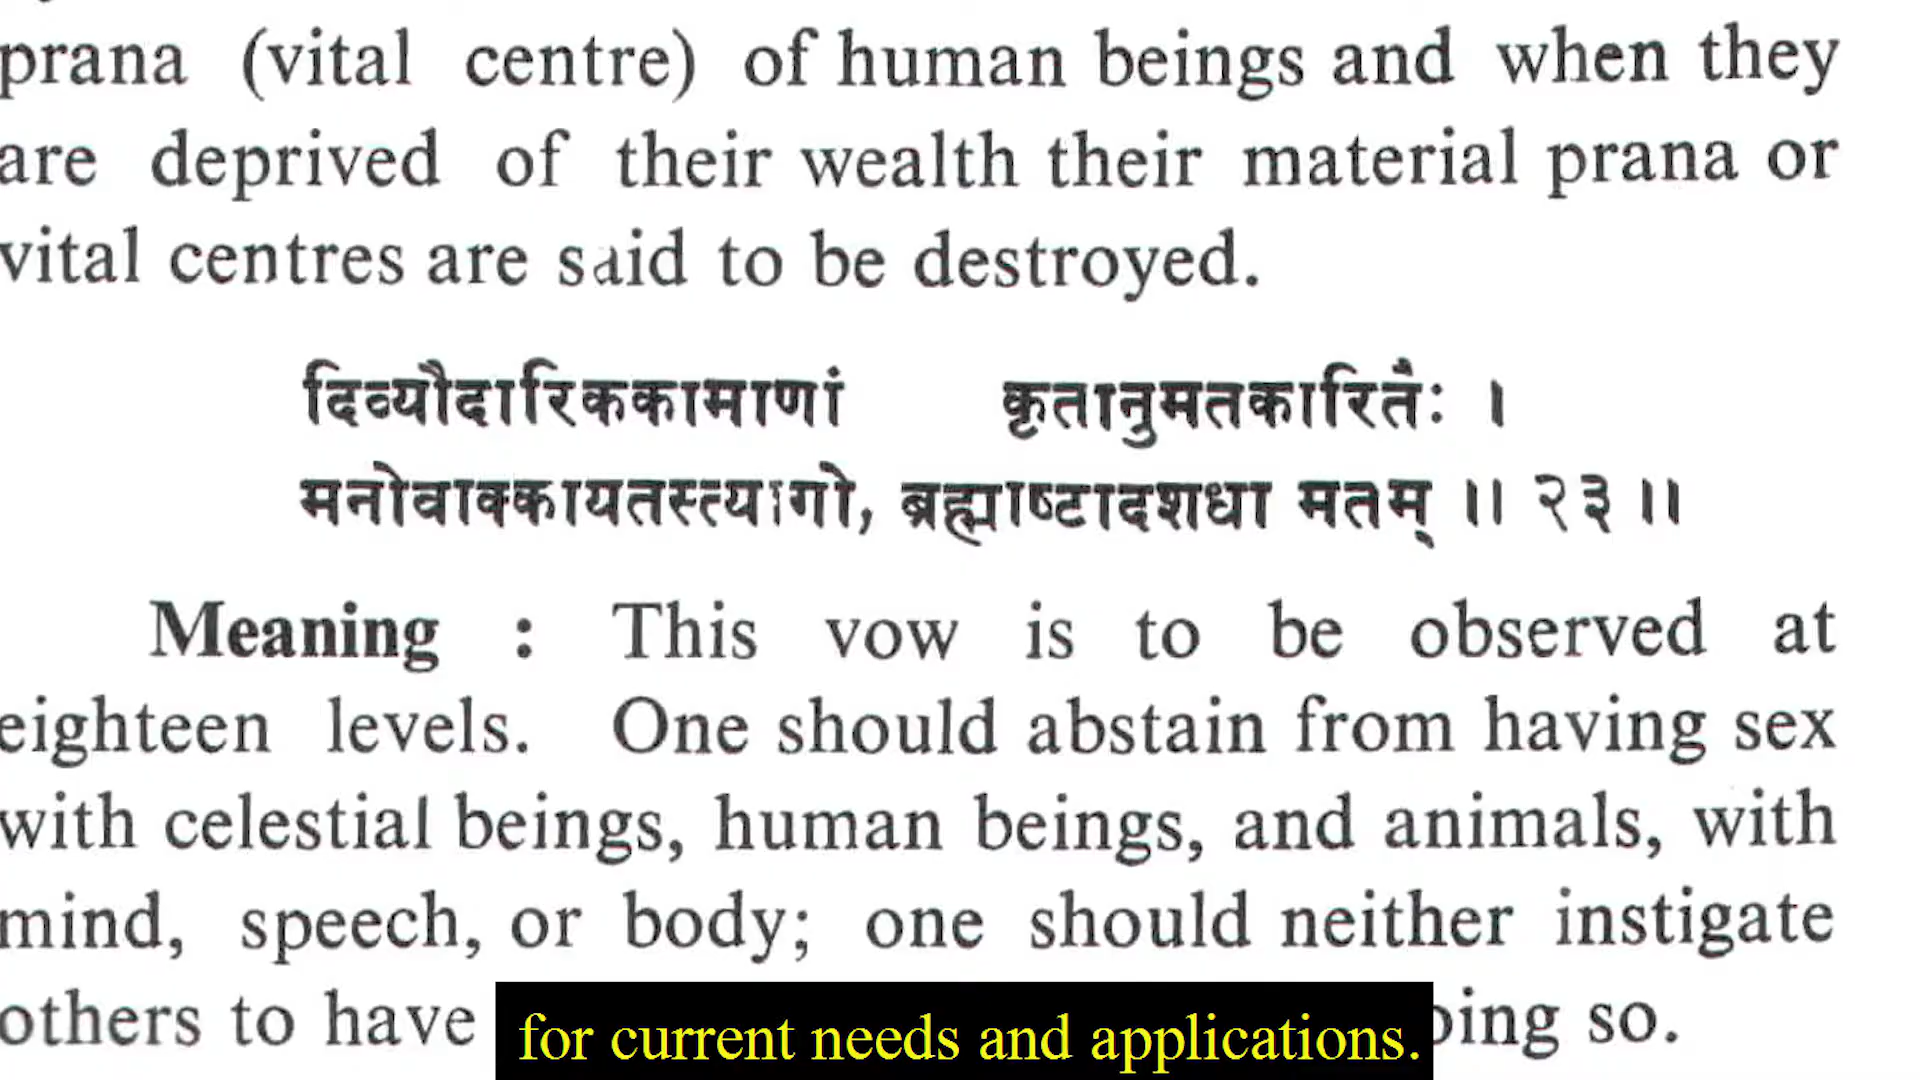 prana (vital centre) of human beings and when they
are deprived of their wealth their material prana or
vital centres are said to be destroyed.
दिव्यौदारिककामाणां कृतानुमतकारितैः ।
मनोवाक्कायतस्त्यागो, ब्रह्माष्टादशधा मतम् ॥ २३ ॥
Meaning : This vow is to be observed at
eighteen levels. One should abstain from having sex
with celestial beings, human beings, and animals, with
mind, speech, or body; one should neither instigate
others to have so.
for current needs and applications.